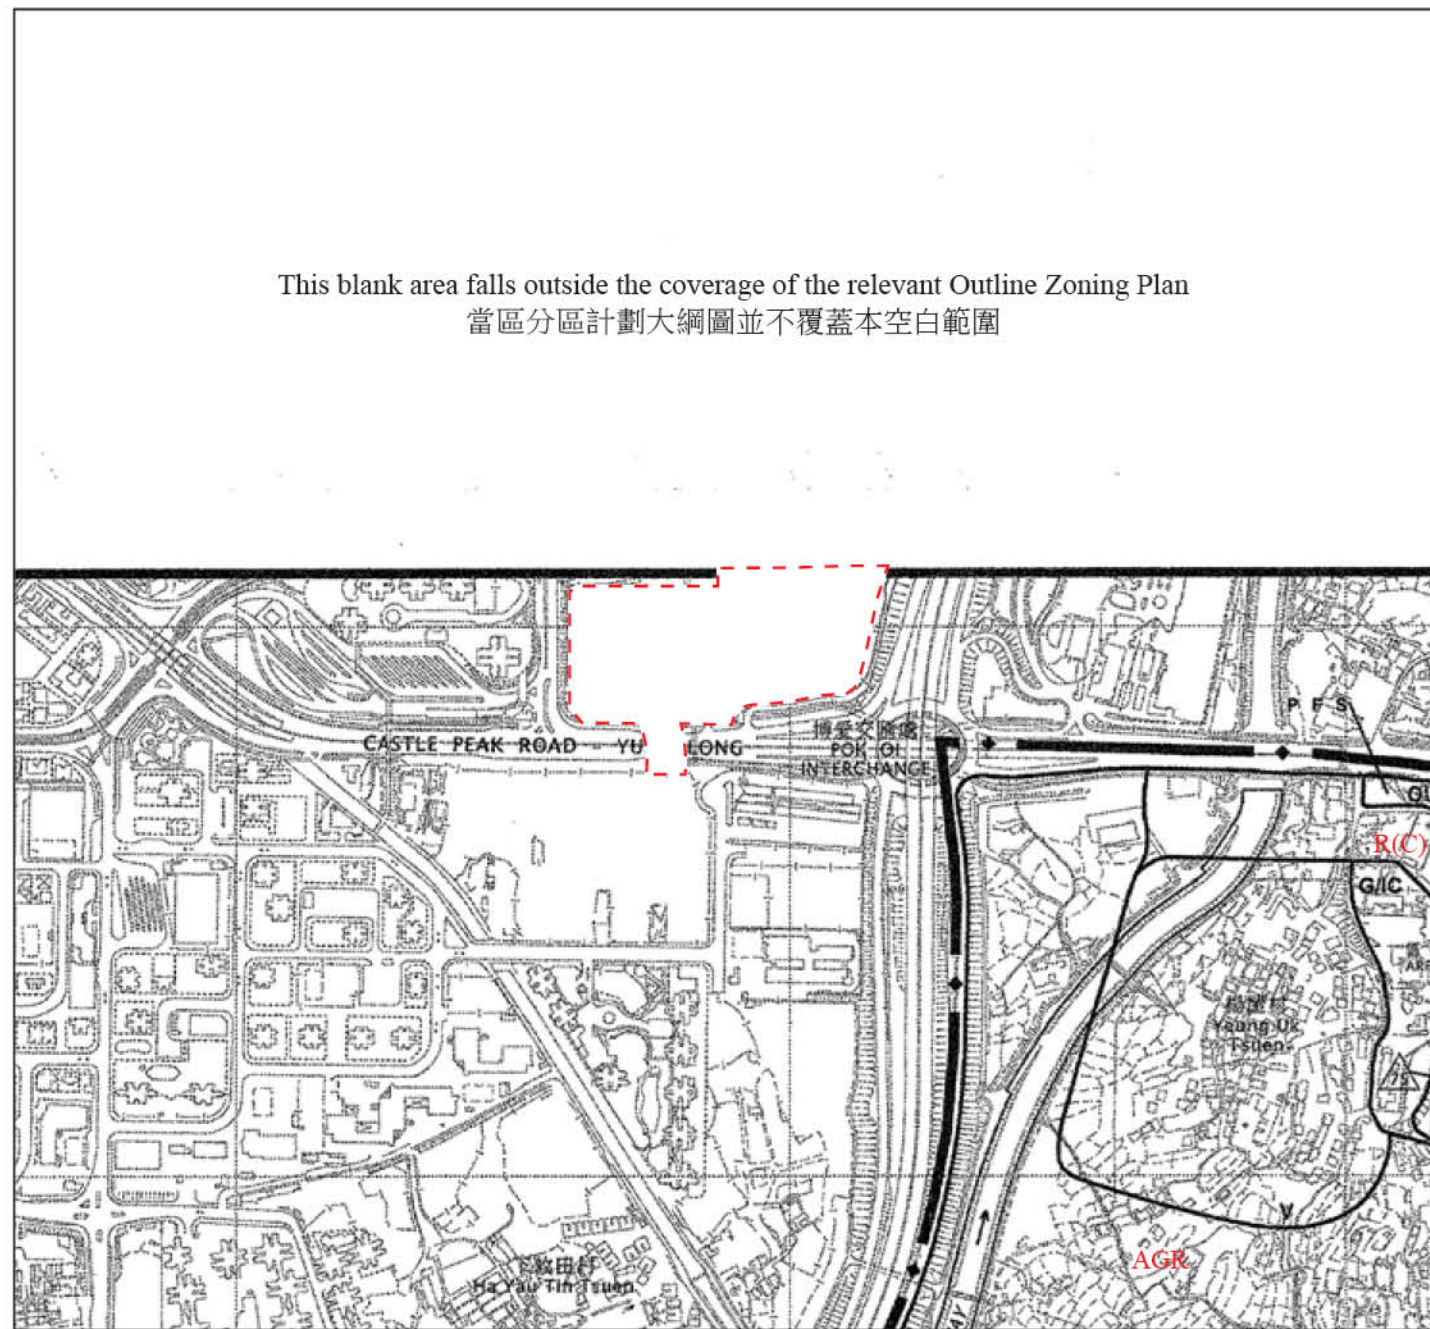 This blank area falls outside the coverage of the relevant Outline Zoning Plan
當區分區計劃大綱圖並不覆蓋本空白範圍
P F S
CASTLE PEAK ROAD - YU LONG
博愛交匯處
POK OI
INTERCHANGE
R(C)
G/IC
Yeung Uk
Tsuen
V
AGR
Ha Yau Tin Tsuen